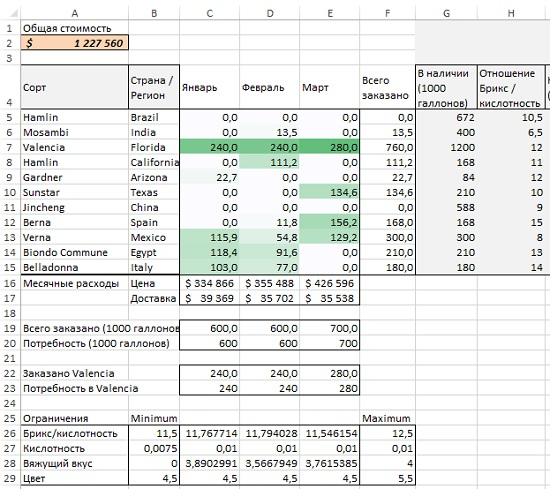 A B C D E F G H
1 Общая стоимость
2 $ 1 227 560
3
4 Сорт Страна / Регион Январь Февраль Март Всего заказано В наличии (1000 галлонов) Отношение Брикс / кислотность
5 Hamlin Brazil 0,0 0,0 0,0 0,0 672 10,5
6 Mosambi India 0,0 13,5 0,0 13,5 400 6,5
7 Valencia Florida 240,0 240,0 280,0 760,0 1200 12
8 Hamlin California 0,0 111,2 0,0 111,2 168 11
9 Gardner Arizona 22,7 0,0 0,0 22,7 84 12
10 Sunstar Texas 0,0 0,0 134,6 134,6 210 10
11 Jincheng China 0,0 0,0 0,0 0,0 588 9
12 Berna Spain 0,0 11,8 156,2 168,0 168 15
13 Verna Mexico 115,9 54,8 129,2 300,0 300 8
14 Biondo Commune Egypt 118,4 91,6 0,0 210,0 210 13
15 Belladonna Italy 103,0 77,0 0,0 180,0 180 14
16 Месячные расходы Цена $ 334 866 $ 355 488 $ 426 596
17 Доставка $ 39 369 $ 35 702 $ 35 538
18
19 Всего заказано (1000 галлонов 600,0 600,0 700,0
20 Потребность (1000 галлонов) 600 600 700
21
22 Заказано Valencia 240,0 240,0 280,0
23 Потребность в Valencia 240 240 280
24
25 Ограничения Minimum Maximum
26 Брикс/кислотность 11,5 11,767714 11,794028 11,546154 12,5
27 Кислотность 0,0075 0,01 0,01 0,01 0,01
28 Вяжущий вкус 0 3,8902991 3,5667949 3,7615385 4
29 Цвет 4,5 4,5 4,5 4,5 5,5